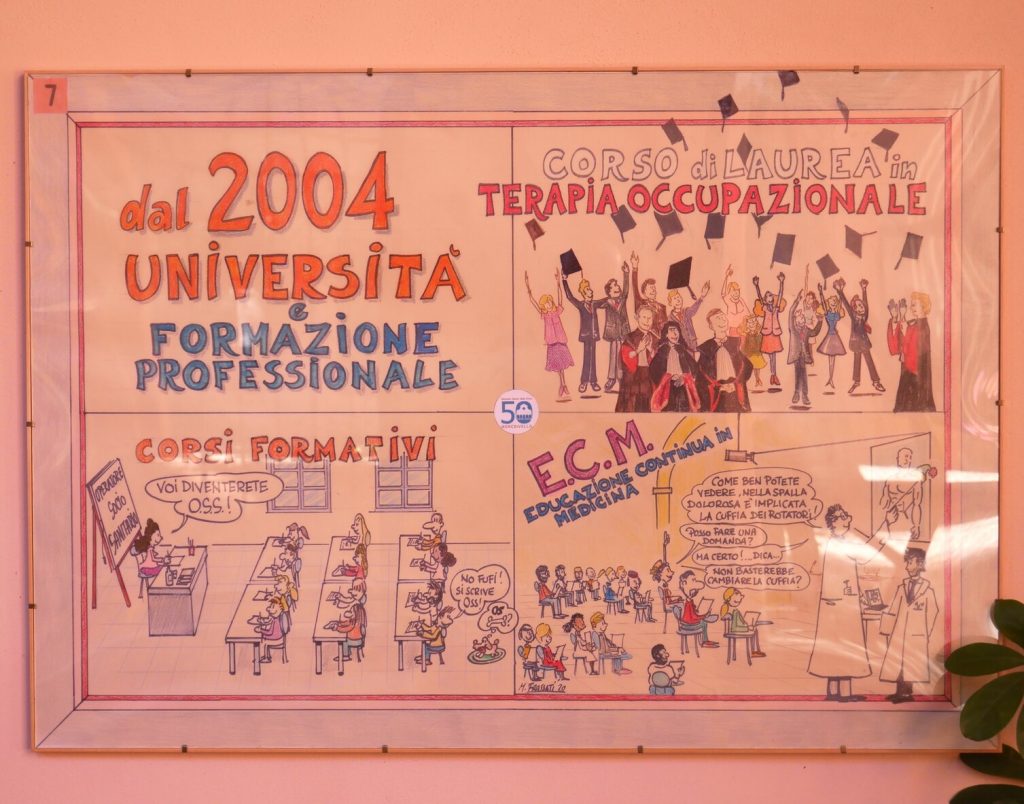 7
dal 2004
UNIVERSITÀ
e
FORMAZIONE
PROFESSIONALE
CORSO di LAUREA in
TERAPIA OCCUPAZIONALE
50
CORSI FORMATIVI
OPERATORE
SOCIO
SANITARIO
VOI DIVENTERETE
O.S.S.!
NO FUFI!
SI SCRIVE
OSS!
OS
E.C.M.
EDUCAZIONE CONTINUA IN
MEDICINA
COME BEN POTETE
VEDERE, NELLA SPALLA
DOLOROSA E' IMPLICATA
LA CUFFIA DEI ROTATORI!
POSSO FARE UNA
DOMANDA?
MA CERTO!...DICA...
NON BASTEREBBE
CAMBIARE LA CUFFIA?